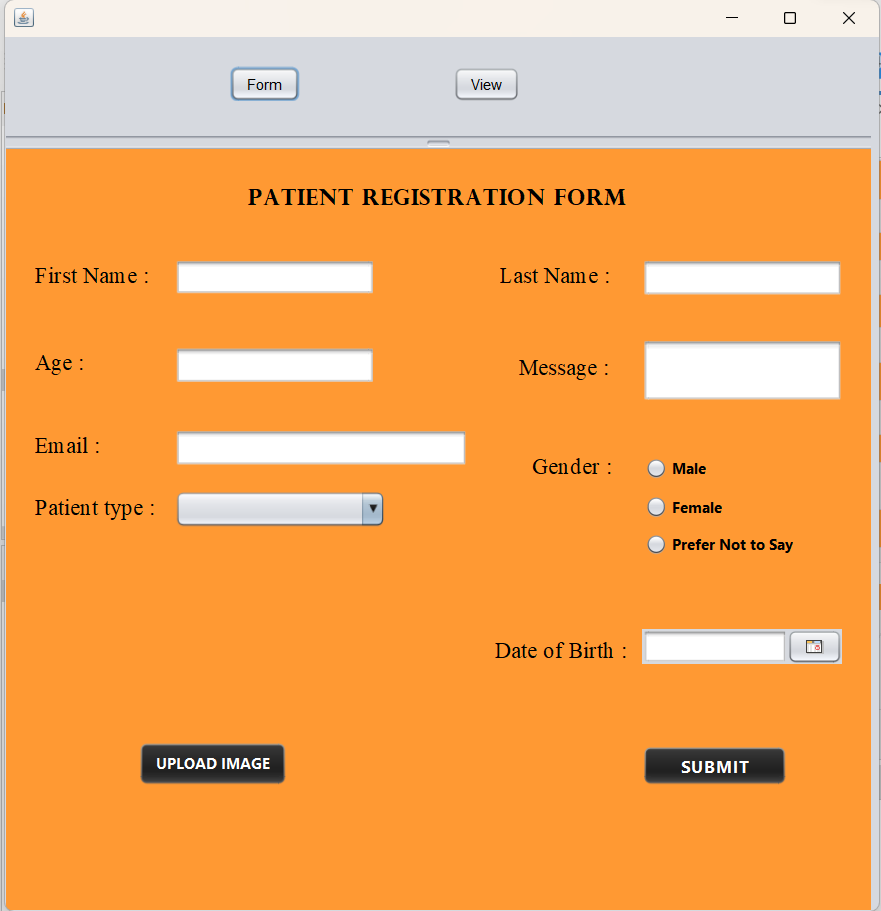 Form View
PATIENT REGISTRATION FORM
First Name : Last Name :
Age : Message :
Email :
Gender : Male
Patient type : Female
Prefer Not to Say
Date of Birth :
UPLOAD IMAGE SUBMIT